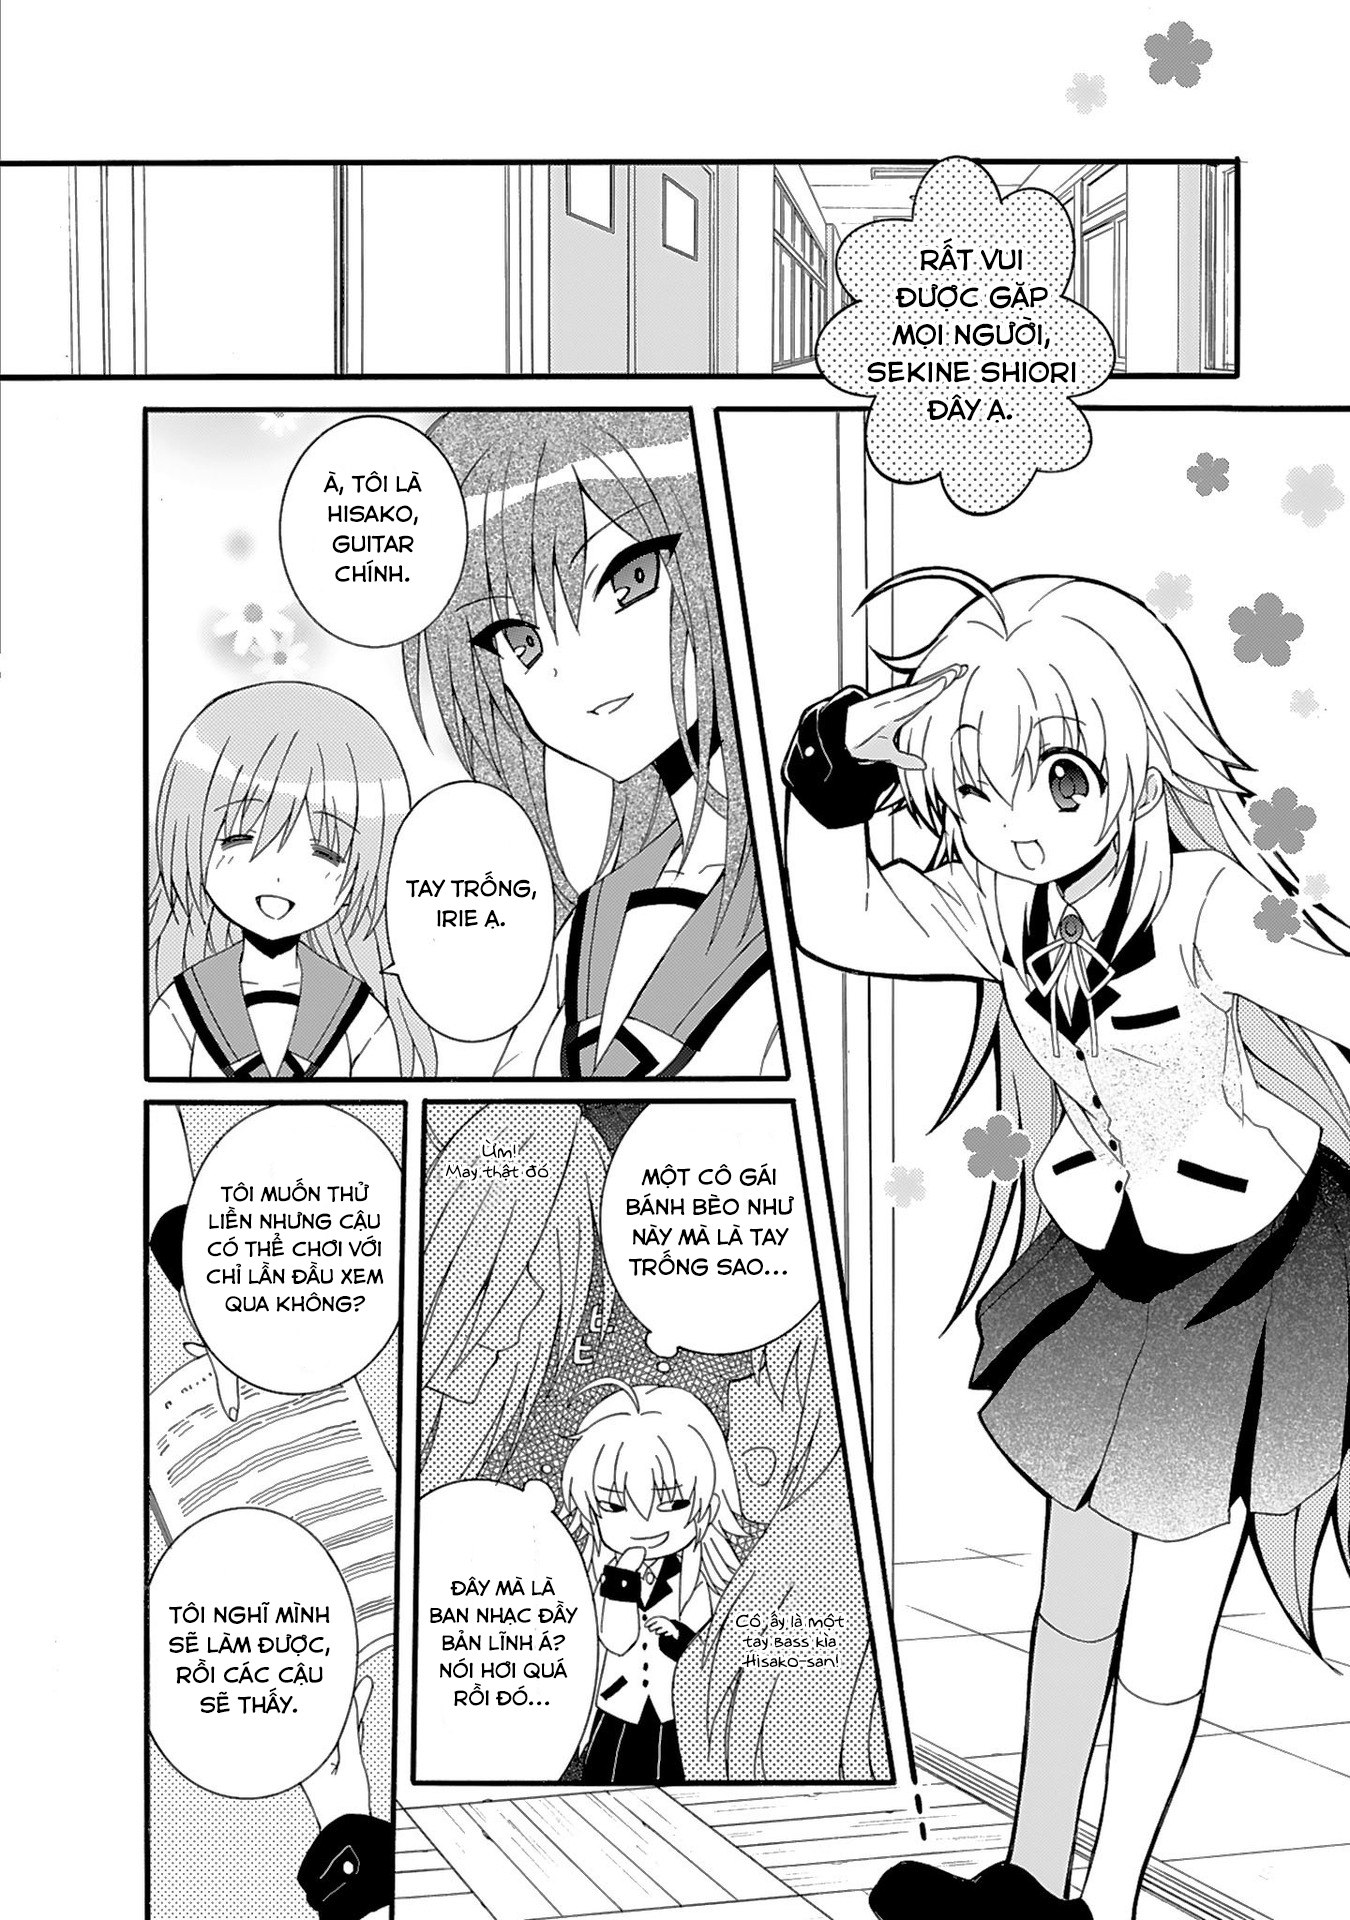 RẤT VUI
ĐƯỢC GẶP
MỌI NGƯỜI,
SEKINE SHIORI
ĐÂY Ạ.
À, TÔI LÀ
HISAKO,
GUITAR
CHÍNH.
TAY TRỐNG,
IRIE Ạ.
MỘT CÔ GÁI
BÁNH BÈO NHƯ
NÀY MÀ LÀ TAY
TRỐNG SAO...
Ừm!
May thật đó
ヒヒ
ĐÂY MÀ LÀ
BAN NHẠC ĐẦY
BẢN LĨNH Á?
NÓI HƠI QUÁ
RỒI ĐÓ...
Cô ấy là một
tay Bass kìa
Hisako-san!
TÔI MUỐN THỬ
LIỀN NHƯNG CẬU
CÓ THỂ CHƠI VỚI
CHỈ LẦN ĐẦU XEM
QUA KHÔNG?
TÔI NGHĨ MÌNH
SẼ LÀM ĐƯỢC,
RỒI CÁC CẬU
SẼ THẤY.